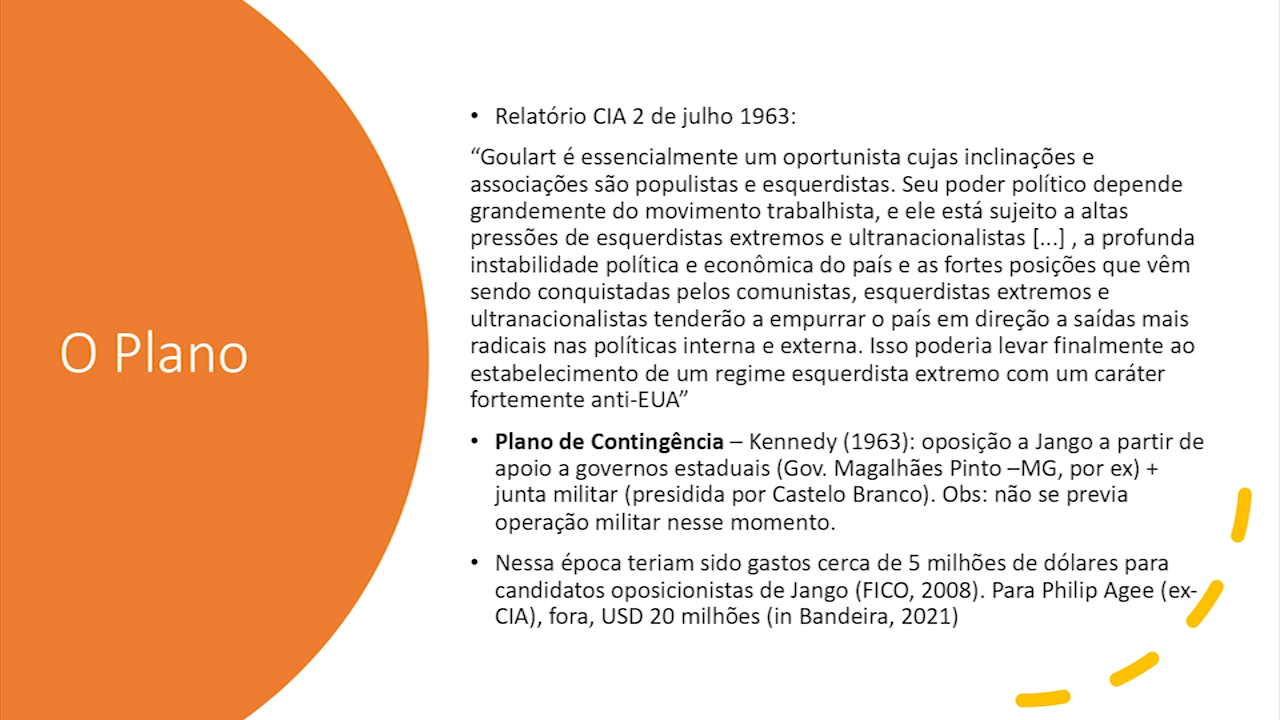 O Plano
• Relatório CIA 2 de julho 1963:
“Goulart é essencialmente um oportunista cujas inclinações e
associações são populistas e esquerdistas. Seu poder político depende
grandemente do movimento trabalhista, e ele está sujeito a altas
pressões de esquerdistas extremos e ultranacionalistas [...] , a profunda
instabilidade política e econômica do país e as fortes posições que vêm
sendo conquistadas pelos comunistas, esquerdistas extremos e
ultranacionalistas tenderão a empurrar o país em direção a saídas mais
radicais nas políticas interna e externa. Isso poderia levar finalmente ao
estabelecimento de um regime esquerdista extremo com um caráter
fortemente anti-EUA”
• Plano de Contingência – Kennedy (1963): oposição a Jango a partir de
apoio a governos estaduais (Gov. Magalhães Pinto –MG, por ex) +
junta militar (presidida por Castelo Branco). Obs: não se previa
operação militar nesse momento.
• Nessa época teriam sido gastos cerca de 5 milhões de dólares para
candidatos oposicionistas de Jango (FICO, 2008). Para Philip Agee (ex-
CIA), fora, USD 20 milhões (in Bandeira, 2021)